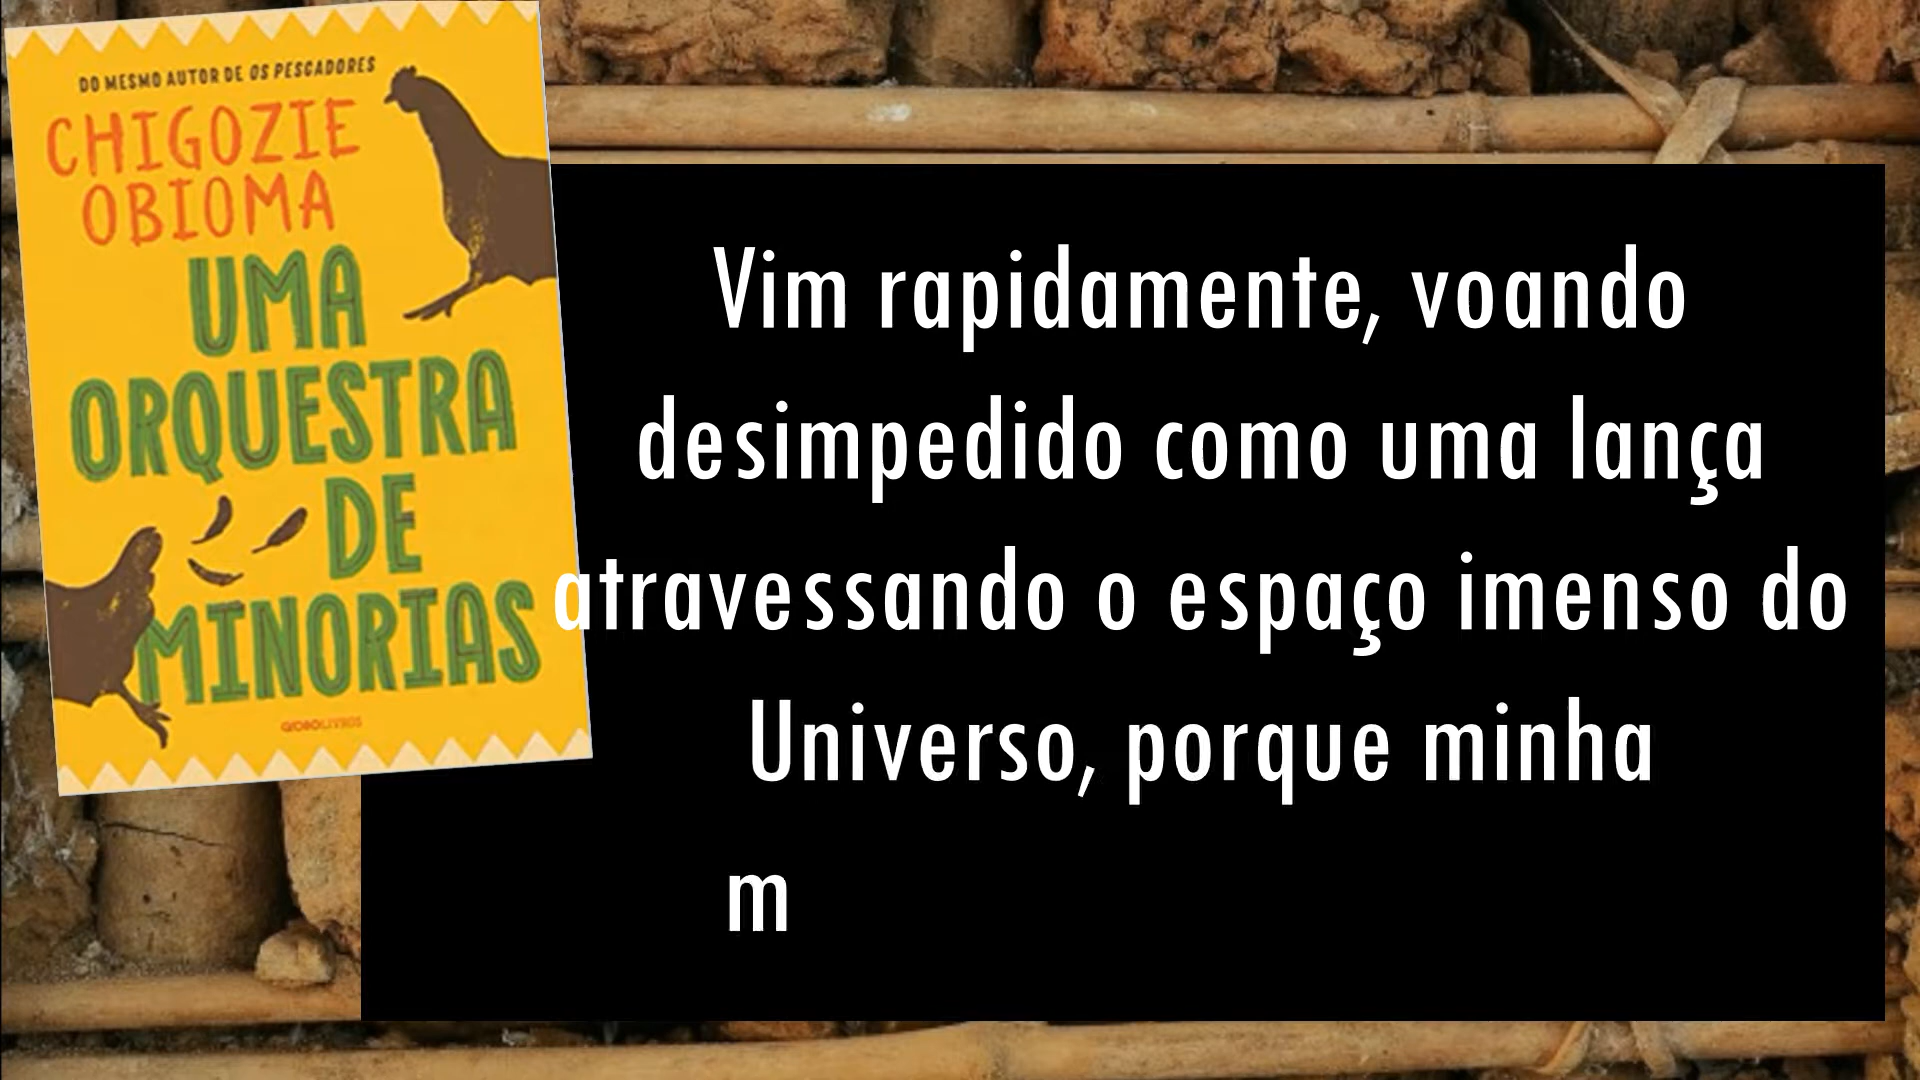 DO MESMO AUTOR DE OS PESCADORES
CHIGOZIE
OBIOMA
UMA
ORQUESTRA
DE
MINORIAS
GLOBOLIVROS
Vim rapidamente, voando
desimpedido como uma lança
atravessando o espaço imenso do
Universo, porque minha
m